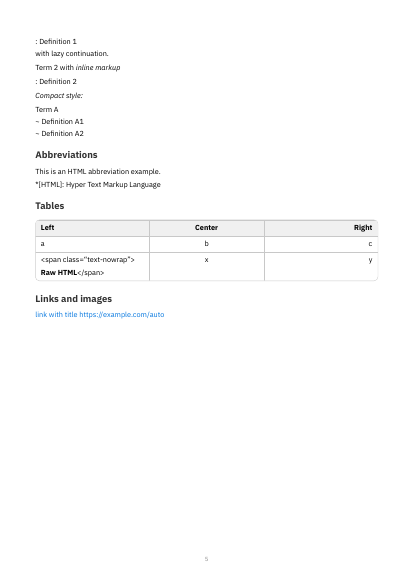 : Definition 1
with lazy continuation.
Term 2 with inline markup
: Definition 2
Compact style:
Term A
~ Definition A1
~ Definition A2
Abbreviations
This is an HTML abbreviation example.
*[HTML]: Hyper Text Markup Language
Tables
Left Center Right
a b c
<span class=“text-nowrap”> x y
Raw HTML</span>
Links and images
link with title https://example.com/auto
5